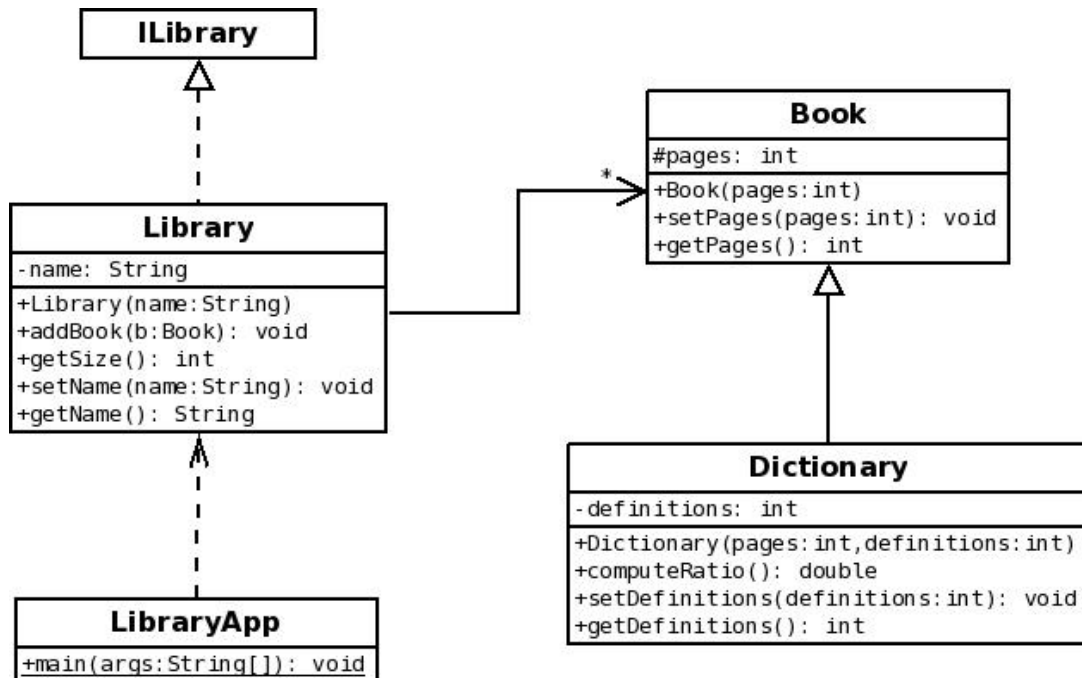 ILibrary
Library
-name: String
+Library(name:String)
+addBook(b:Book): void
+getSize(): int
+setName(name:String): void
+getName(): String
LibraryApp
+main(args:String[]): void
*
Book
#pages: int
+Book(pages:int)
+setPages(pages:int): void
+getPages(): int
Dictionary
-definitions: int
+Dictionary(pages:int,definitions:int)
+computeRatio(): double
+setDefinitions(definitions:int): void
+getDefinitions(): int